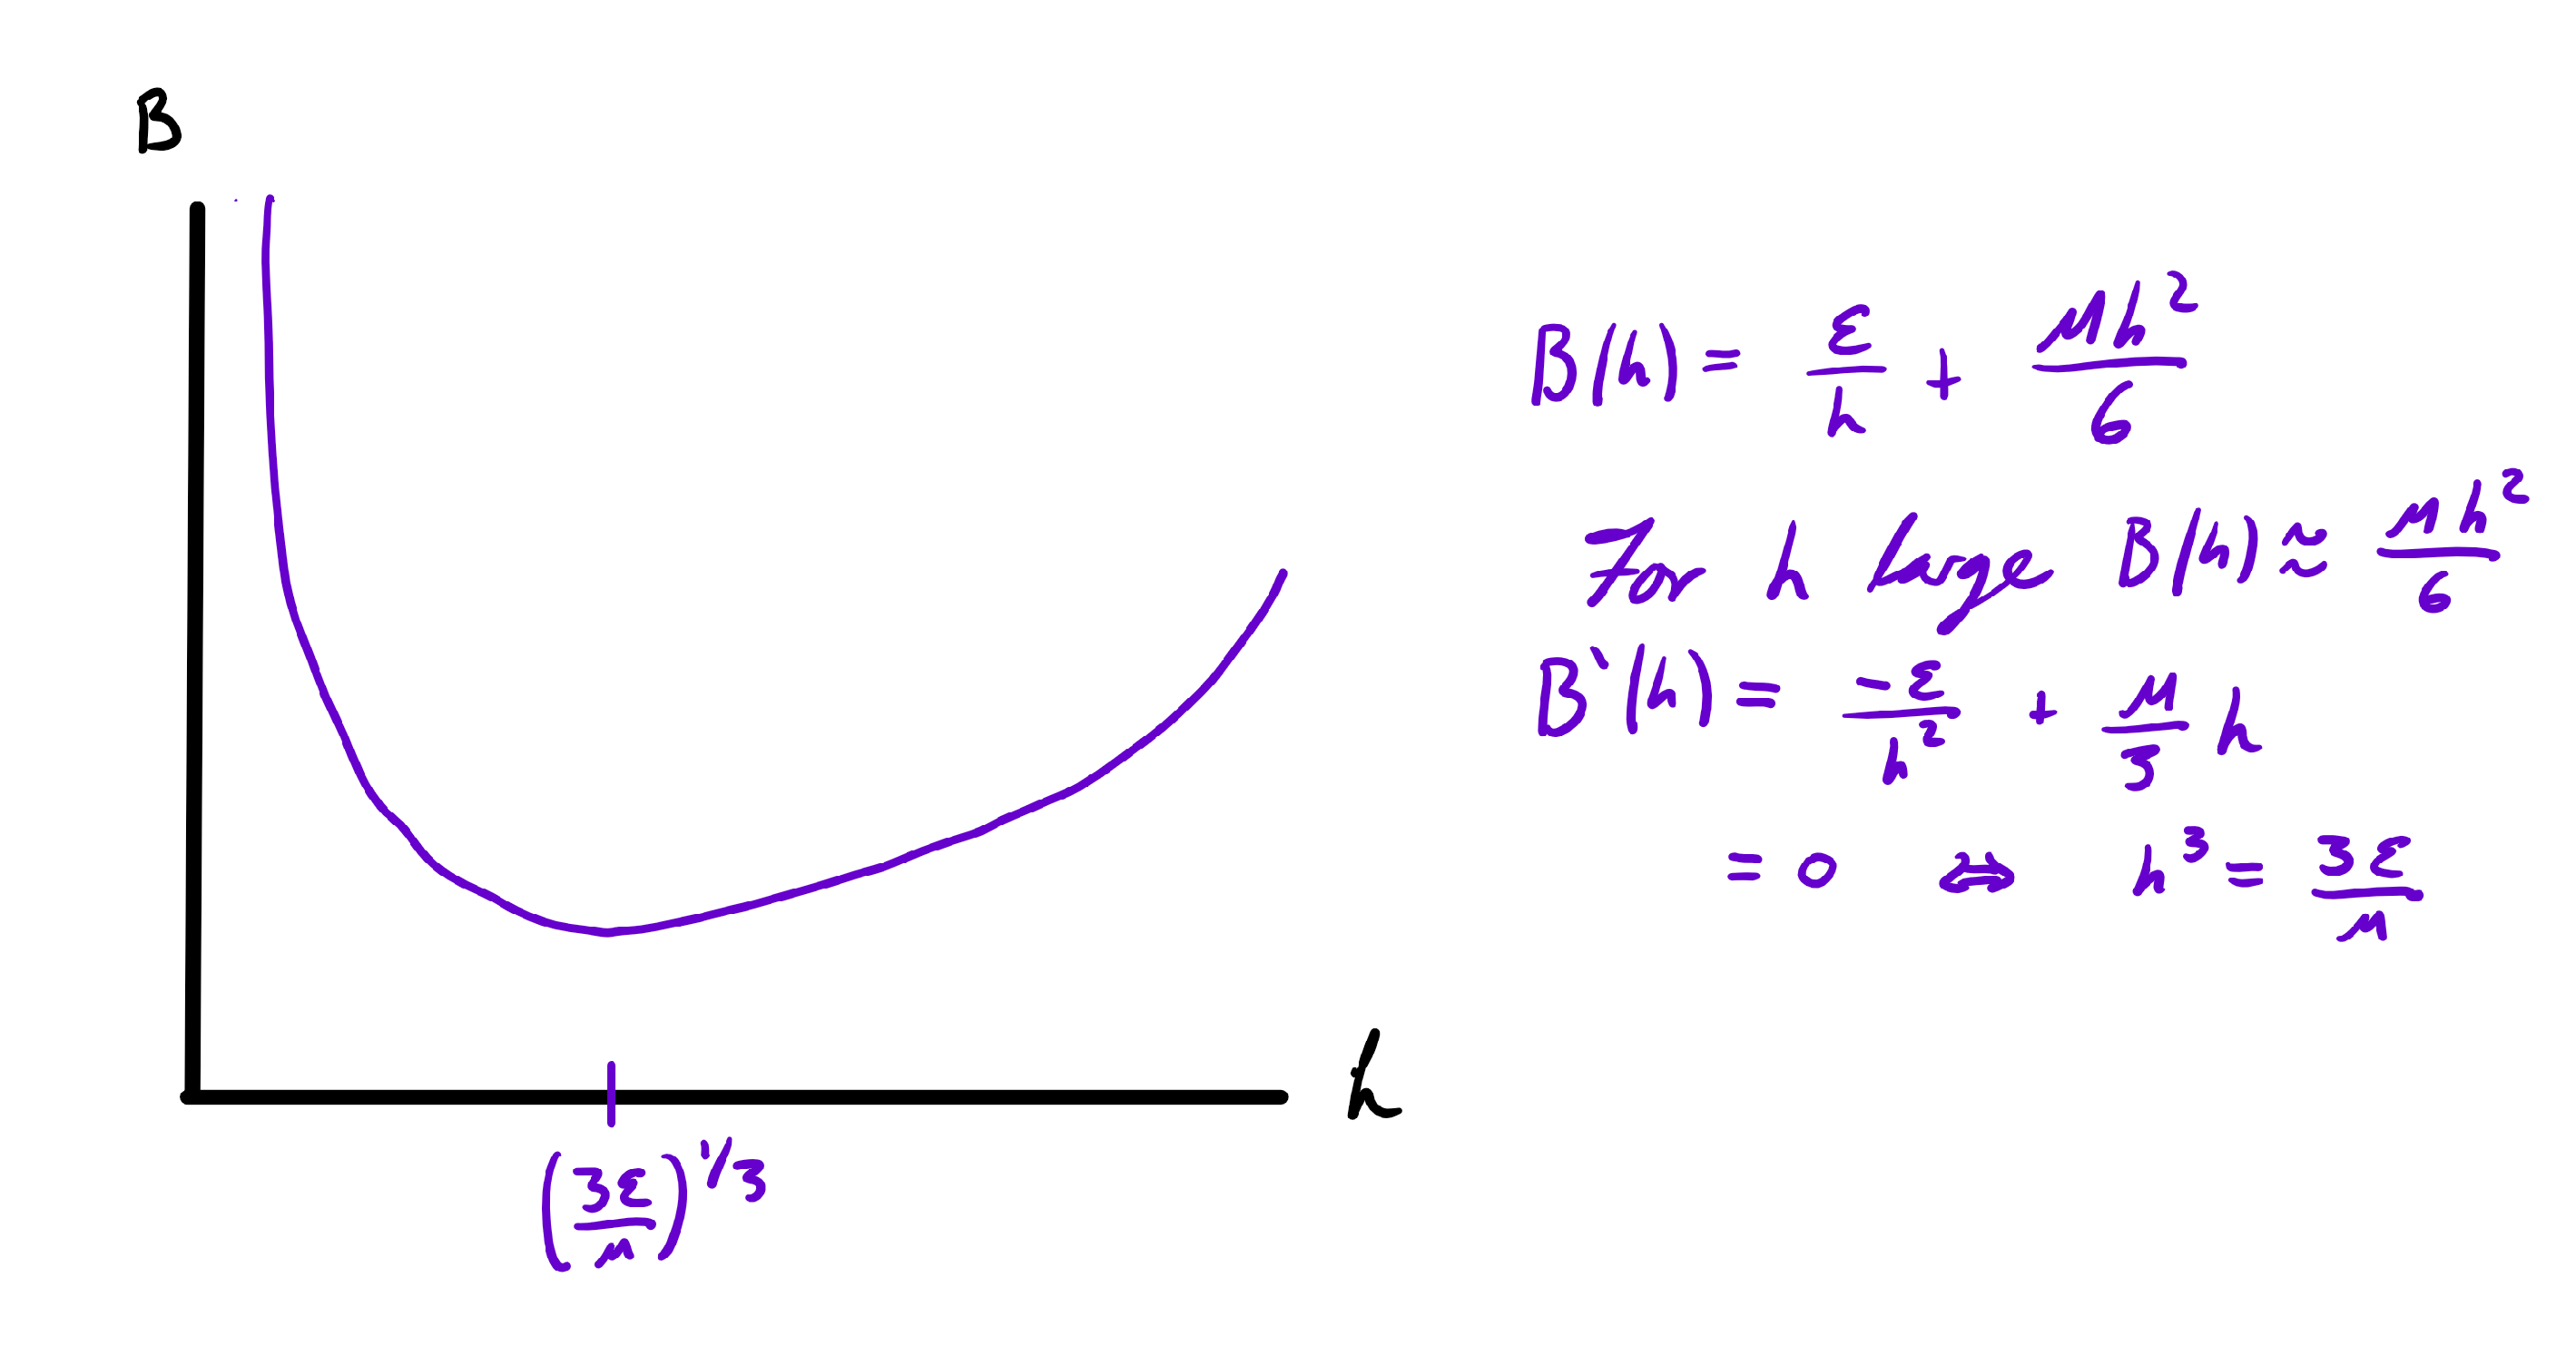 B
B(h) = ε/h + Mh²/6
For h large B(h) ≈ Mh²/6
B'(h) = -ε/h² + M/3 h
= 0 ⇔ h³ = 3ε/M
h
(3ε/M)^1/3